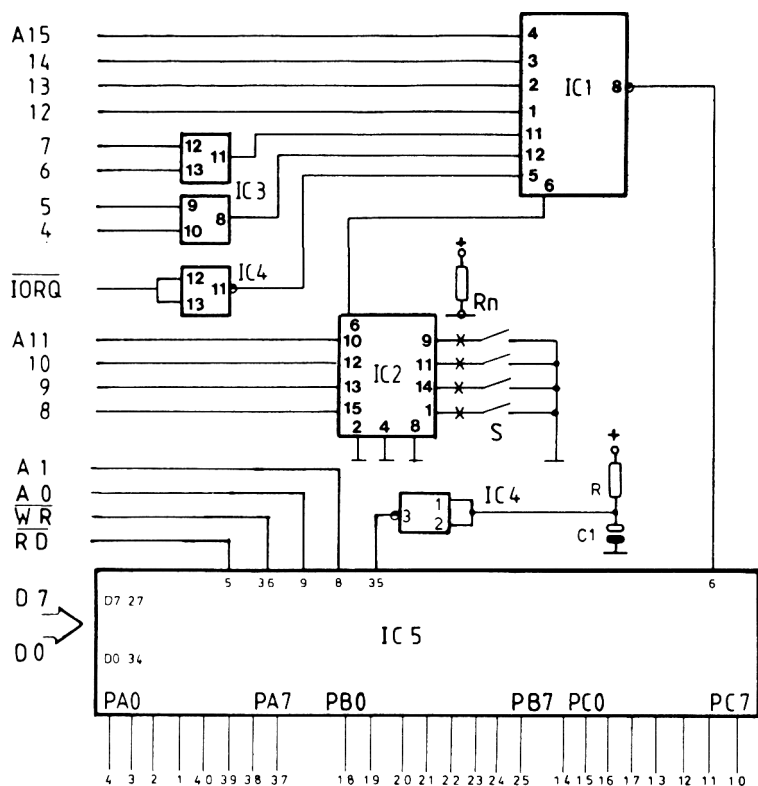 A15 4
14 3
13 2 IC1 8
12 1
7 12 11 11
6 13 12
IC3 5
5 9 8 6
4 10
+
IORQ 12 11 IC4
13 Rn
6
A11 10 9
10 12 IC2 11
9 13 14
8 15 1
2 4 8 S
+
A1
A0 IC4 R
WR 3 1
2 C1
RD
5 36 9 8 35 6
D7 D7 27
IC5
D0 D0 34
PA0 PA7 PB0 PB7 PC0 PC7
4 3 2 1 40 39 38 37 18 19 20 21 22 23 24 25 14 15 16 17 13 12 11 10